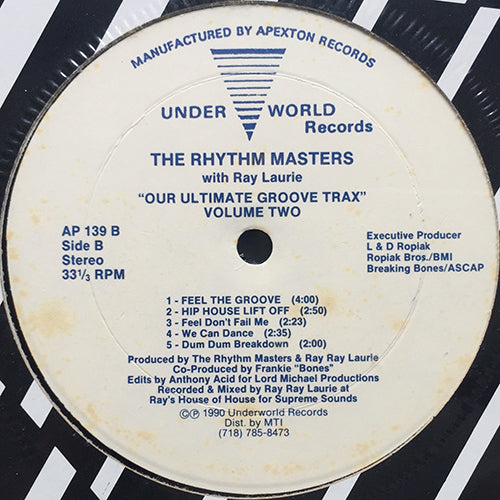 MANUFACTURED BY APEXTON RECORDS
UNDER WORLD
Records
THE RHYTHM MASTERS
with Ray Laurie
"OUR ULTIMATE GROOVE TRAX"
VOLUME TWO
AP 139 B
Side B
Stereo
33 1/3 RPM
Executive Producer
L & D Ropiak
Ropiak Bros./BMI
Breaking Bones/ASCAP
1 - FEEL THE GROOVE (4:00)
2 - HIP HOUSE LIFT OFF (2:50)
3 - Feel Don't Fail Me (2:23)
4 - We Can Dance (2:35)
5 - Dum Dum Breakdown (2:00)
Produced by The Rhythm Masters & Ray Ray Laurie
Co-Produced by Frankie "Bones"
Edits by Anthony Acid for Lord Michael Productions
Recorded & Mixed by Ray Ray Laurie at
Ray's House of House for Supreme Sounds
©℗ 1990 Underworld Records
Dist. by MTI
(718) 785-8473